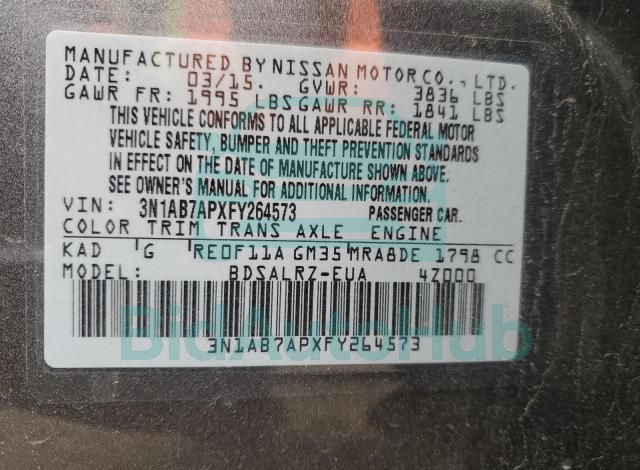 MANUFACTURED BY NISSAN MOTOR CO., LTD.
DATE: 03/15. GVWR: 3836 LBS
GAWR FR: 1995 LBS GAWR RR: 1841 LBS
THIS VEHICLE CONFORMS TO ALL APPLICABLE FEDERAL MOTOR
VEHICLE SAFETY, BUMPER AND THEFT PREVENTION STANDARDS
IN EFFECT ON THE DATE OF MANUFACTURE SHOWN ABOVE.
SEE OWNER'S MANUAL FOR ADDITIONAL INFORMATION.
VIN: 3N1AB7APXFY264573 PASSENGER CAR.
COLOR TRIM TRANS AXLE ENGINE
KAD G RE0F11A GM35 MRA8DE 1798 CC
MODEL: BDSALRZ-EUA 4Z000
BidAutoHub
3N1AB7APXFY264573